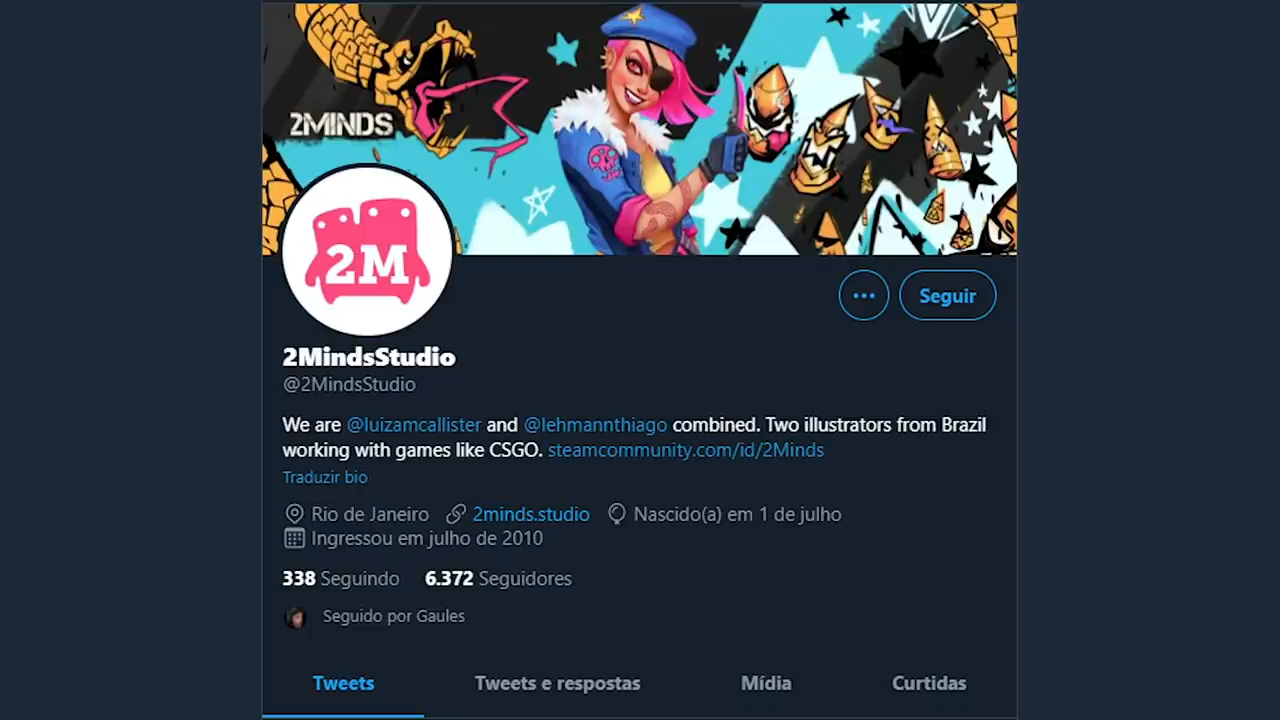 2MINDS
2M
Seguir
2MindsStudio
@2MindsStudio
We are @luizamcallister and @lehmannthiago combined. Two illustrators from Brazil
working with games like CSGO. steamcommunity.com/id/2Minds
Traduzir bio
Rio de Janeiro 2minds.studio Nascido(a) em 1 de julho
Ingressou em julho de 2010
338 Seguindo 6.372 Seguidores
Seguido por Gaules
Tweets Tweets e respostas Mídia Curtidas